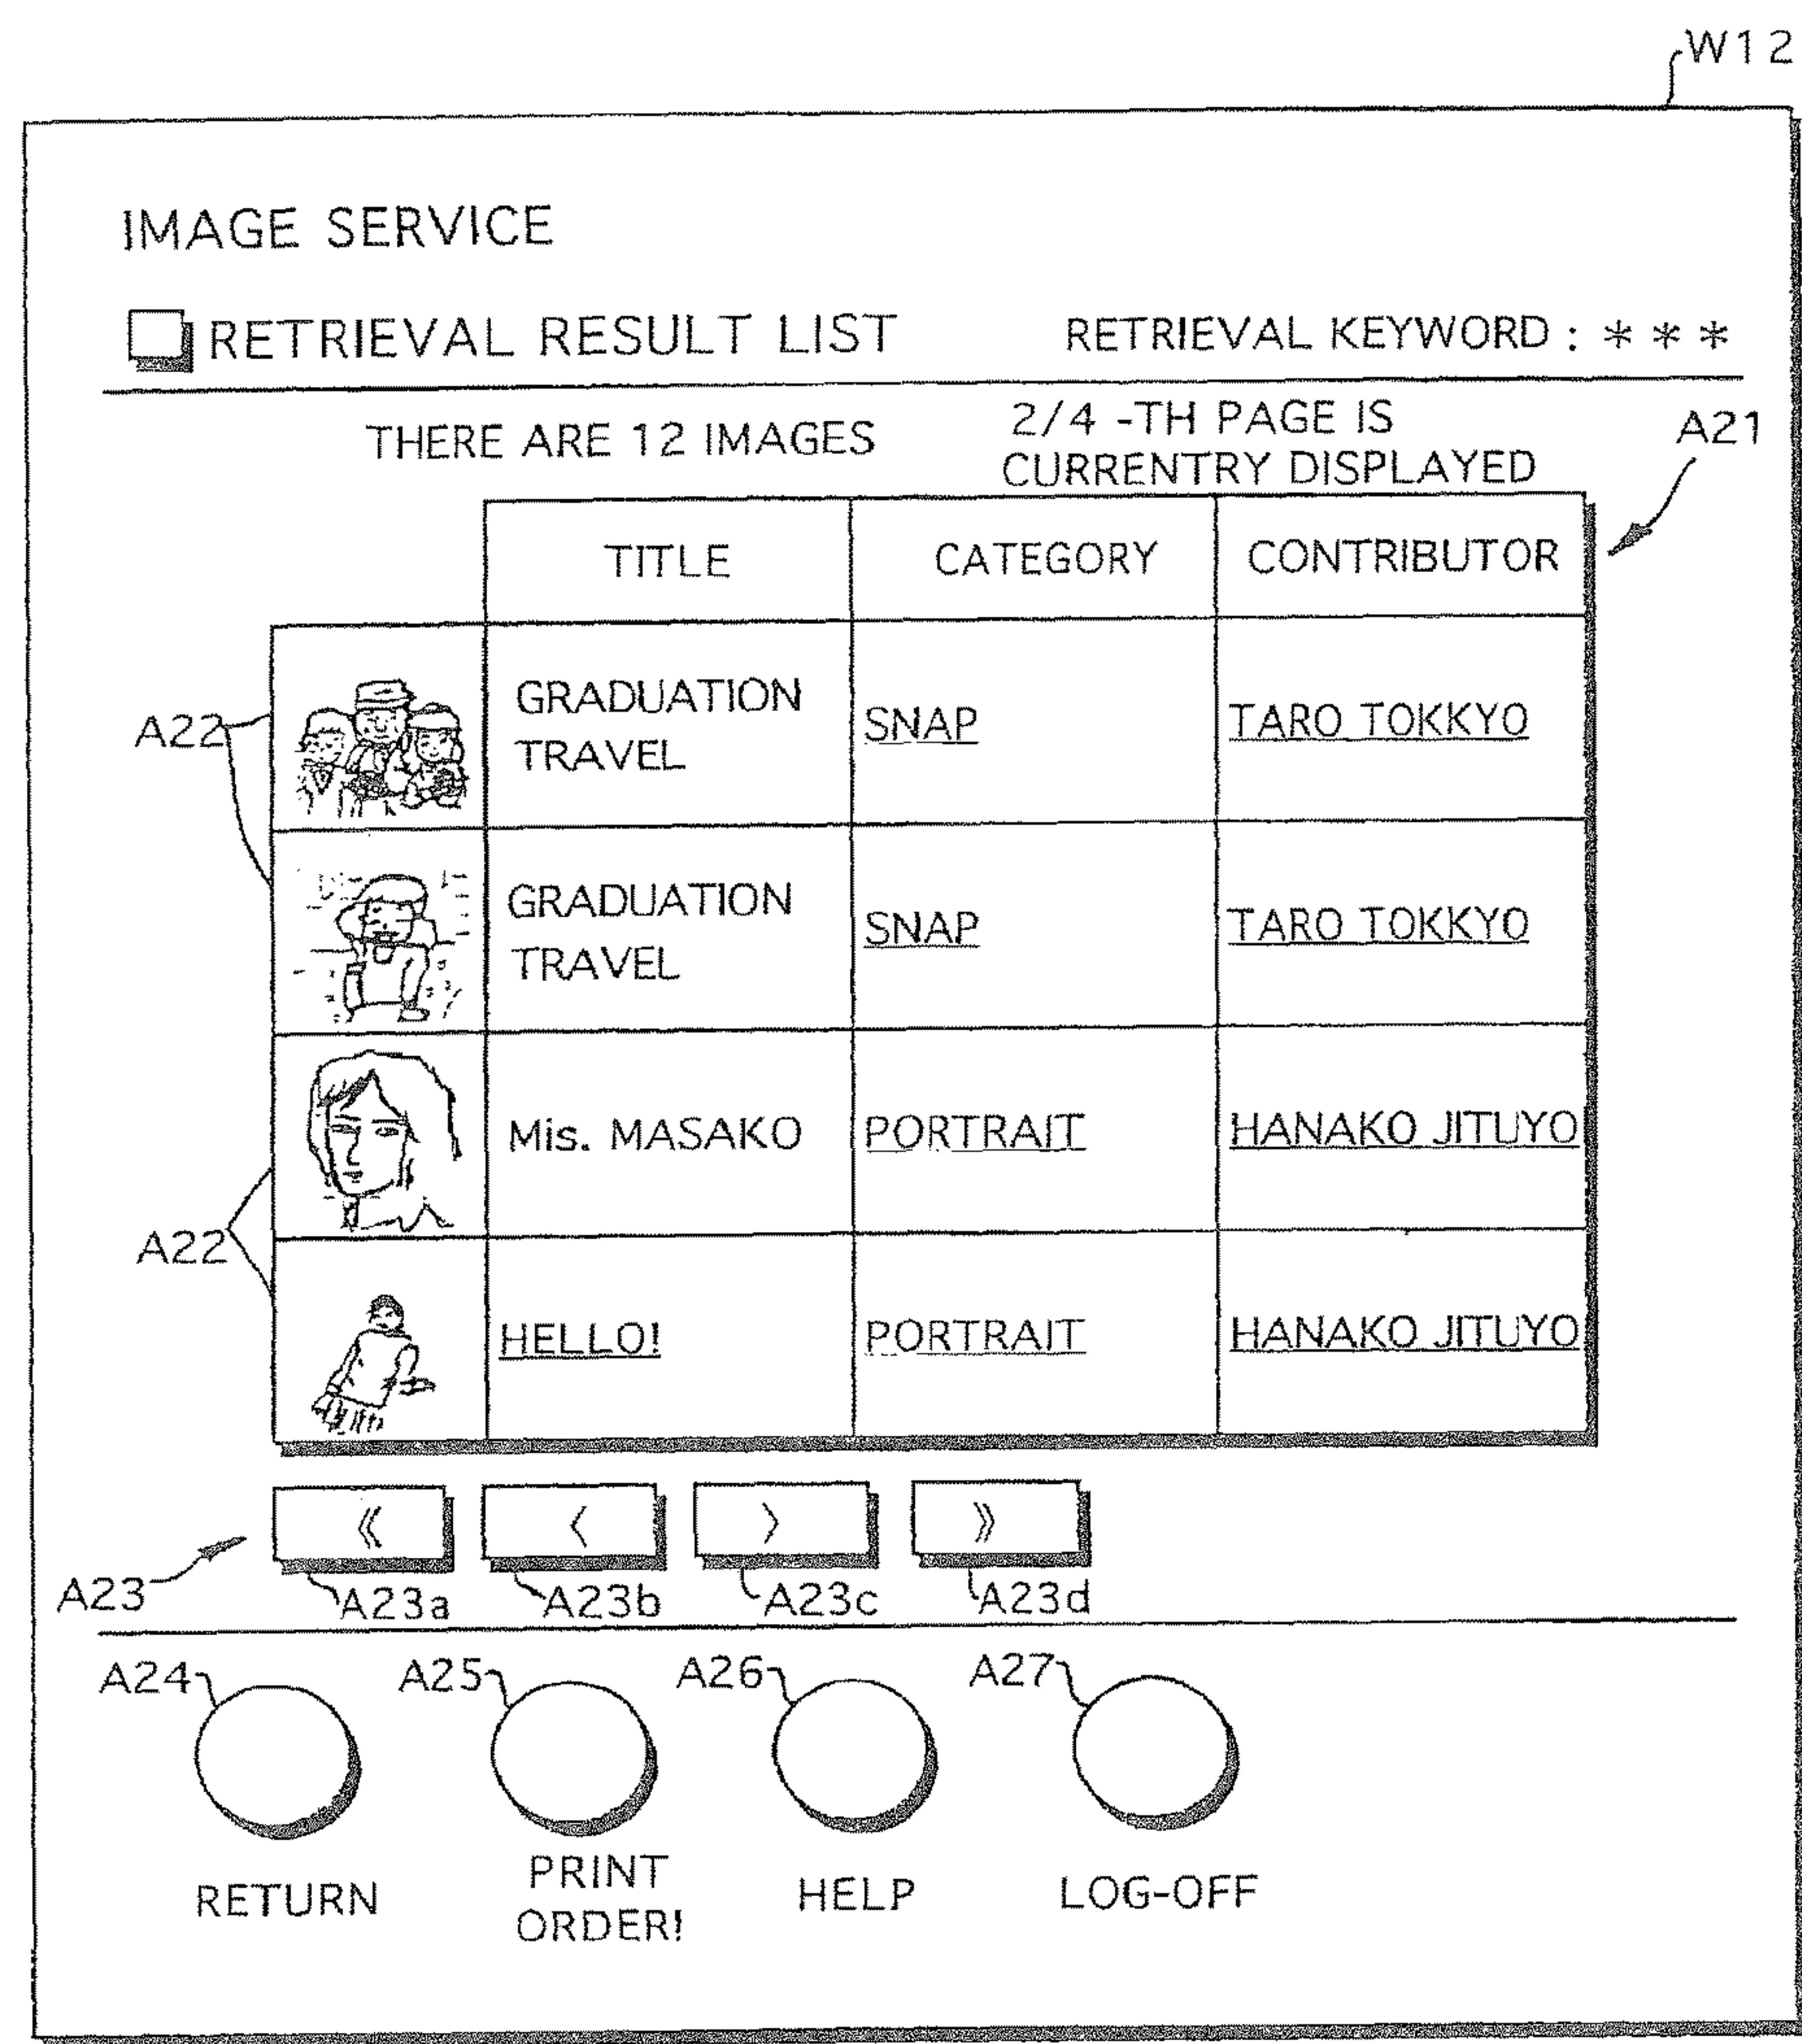 W12
IMAGE SERVICE
RETRIEVAL RESULT LIST RETRIEVAL KEYWORD : * * *
THERE ARE 12 IMAGES
2/4 -TH PAGE IS
CURRENTRY DISPLAYED
A21
TITLE CATEGORY CONTRIBUTOR
A22
GRADUATION
TRAVEL
SNAP
TARO TOKKYO
GRADUATION
TRAVEL
SNAP
TARO TOKKYO
Mis. MASAKO PORTRAIT HANAKO JITUYO
A22
HELLO! PORTRAIT HANAKO JITUYO
《 〈 〉 》
A23 A23a A23b A23c A23d
A24 A25 A26 A27
RETURN
PRINT
ORDER!
HELP
LOG-OFF